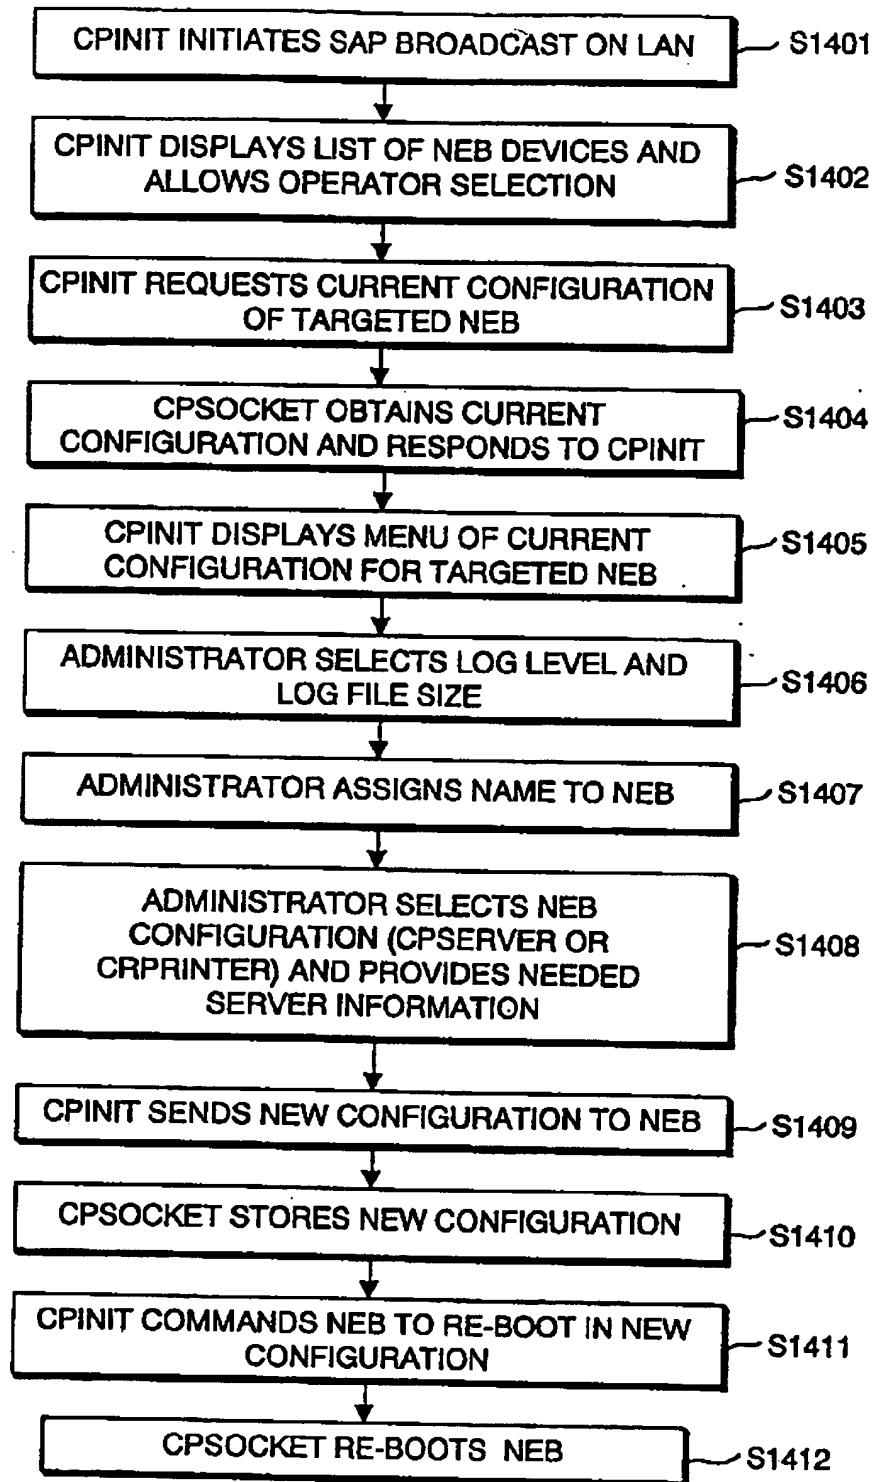 CPINIT INITIATES SAP BROADCAST ON LAN
S1401
CPINIT DISPLAYS LIST OF NEB DEVICES AND
ALLOWS OPERATOR SELECTION
S1402
CPINIT REQUESTS CURRENT CONFIGURATION
OF TARGETED NEB
S1403
CPSOCKET OBTAINS CURRENT
CONFIGURATION AND RESPONDS TO CPINIT
S1404
CPINIT DISPLAYS MENU OF CURRENT
CONFIGURATION FOR TARGETED NEB
S1405
ADMINISTRATOR SELECTS LOG LEVEL AND
LOG FILE SIZE
S1406
ADMINISTRATOR ASSIGNS NAME TO NEB
S1407
ADMINISTRATOR SELECTS NEB
CONFIGURATION (CPSERVER OR
CRPRINTER) AND PROVIDES NEEDED
SERVER INFORMATION
S1408
CPINIT SENDS NEW CONFIGURATION TO NEB
S1409
CPSOCKET STORES NEW CONFIGURATION
S1410
CPINIT COMMANDS NEB TO RE-BOOT IN NEW
CONFIGURATION
S1411
CPSOCKET RE-BOOTS NEB
S1412